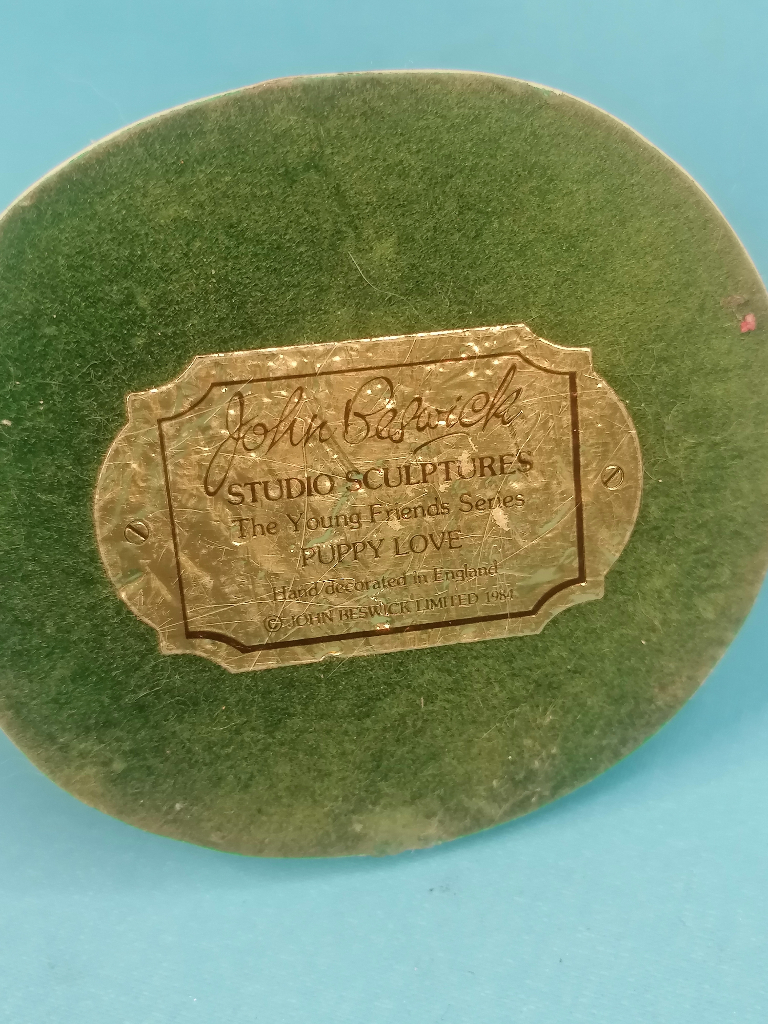 John Beswick
STUDIO SCULPTURES
The Young Friends Series
PUPPY LOVE
Hand decorated in England
© JOHN BESWICK LIMITED 1984